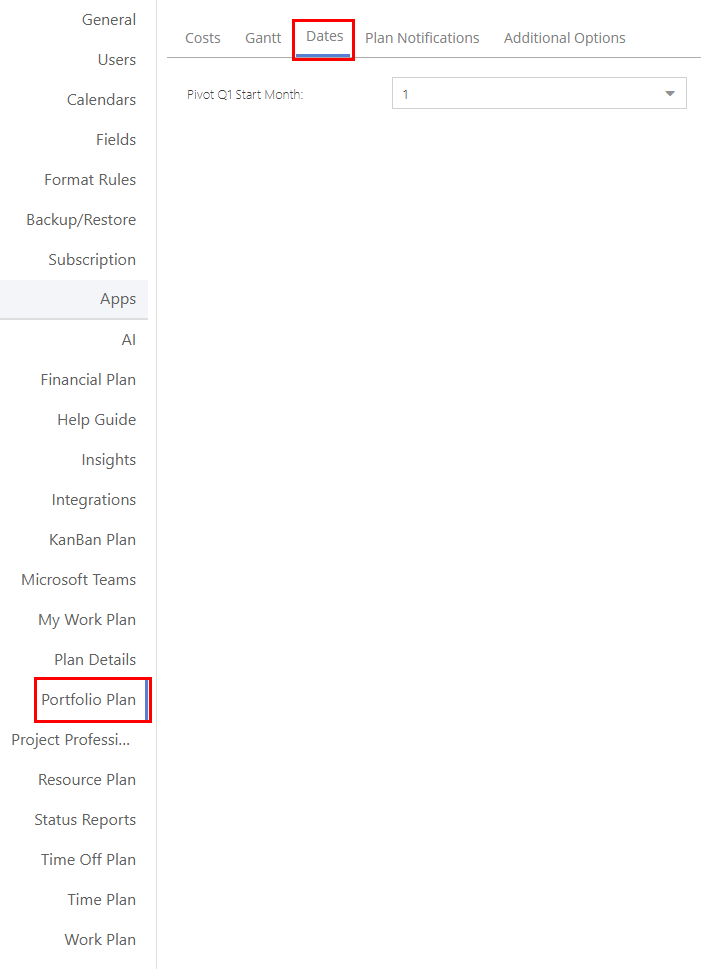 General
Users
Calendars
Fields
Format Rules
Backup/Restore
Subscription
Apps
AI
Financial Plan
Help Guide
Insights
Integrations
KanBan Plan
Microsoft Teams
My Work Plan
Plan Details
Portfolio Plan
Project Professi...
Resource Plan
Status Reports
Time Off Plan
Time Plan
Work Plan
Costs Gantt Dates Plan Notifications Additional Options
Pivot Q1 Start Month: 1